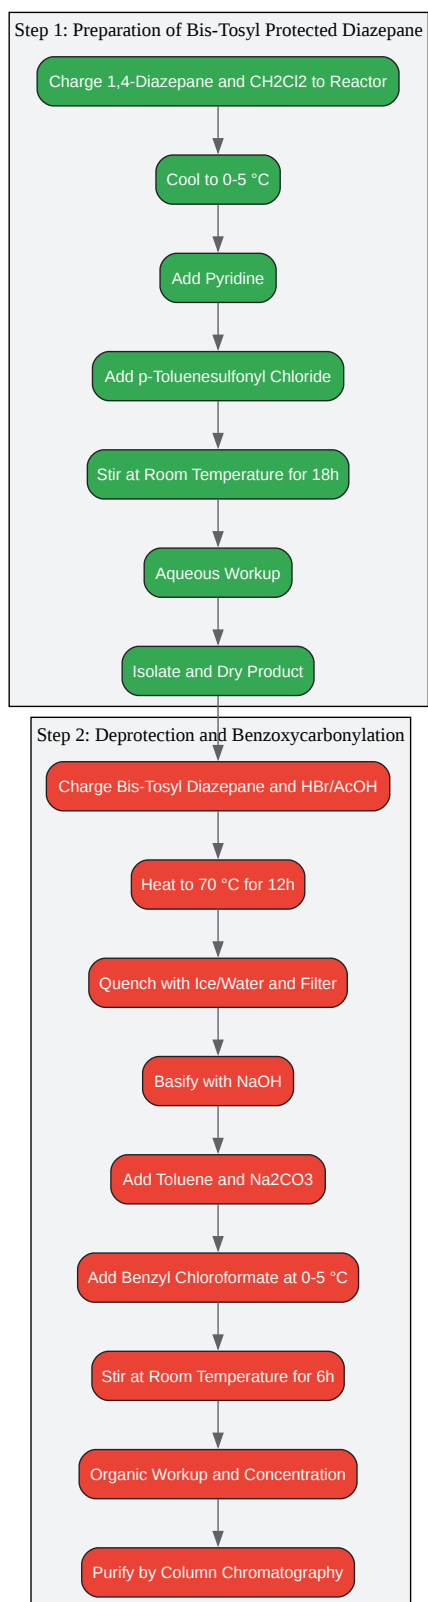 Step 1: Preparation of Bis-Tosyl Protected Diazepane
Charge 1,4-Diazepane and CH2Cl2 to Reactor
Cool to 0-5 °C
Add Pyridine
Add p-Toluenesulfonyl Chloride
Stir at Room Temperature for 18h
Aqueous Workup
Isolate and Dry Product
Step 2: Deprotection and Benzoxycarbonylation
Charge Bis-Tosyl Diazepane and HBr/AcOH
Heat to 70 °C for 12h
Quench with Ice/Water and Filter
Basify with NaOH
Add Toluene and Na2CO3
Add Benzyl Chloroformate at 0-5 °C
Stir at Room Temperature for 6h
Organic Workup and Concentration
Purify by Column Chromatography